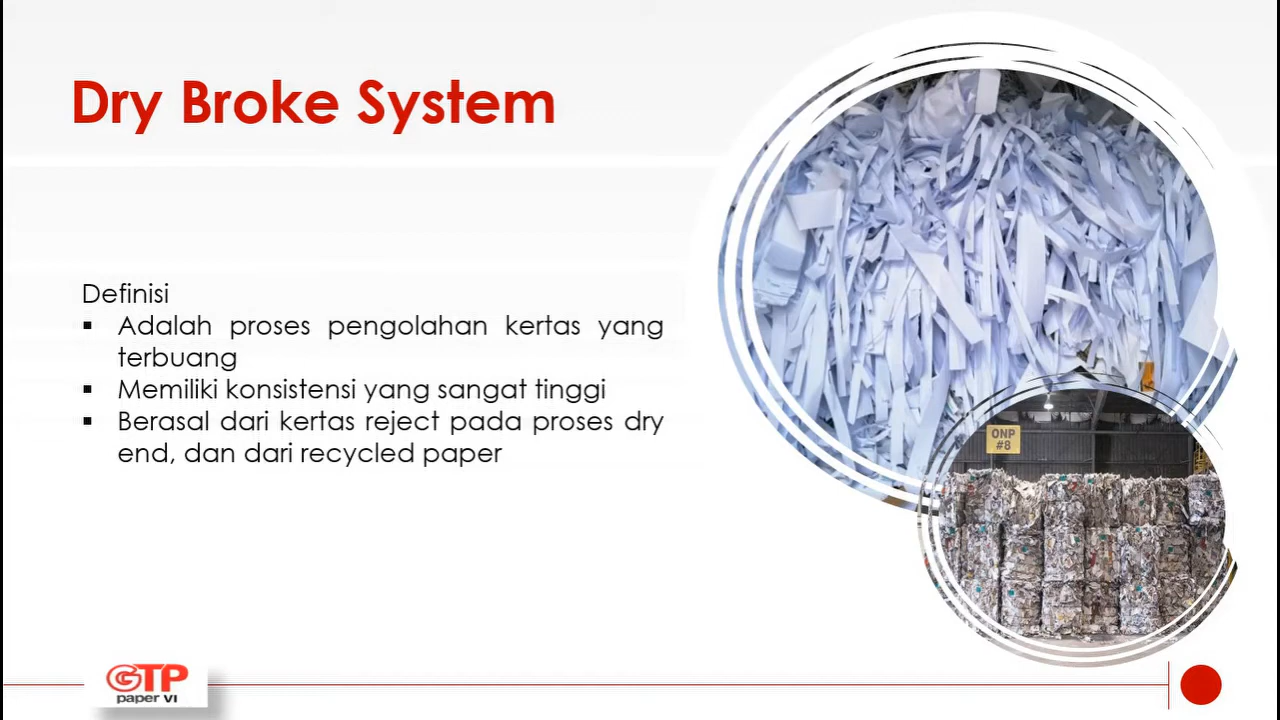 Dry Broke System
Definisi
▪ Adalah proses pengolahan kertas yang
terbuang
▪ Memiliki konsistensi yang sangat tinggi
▪ Berasal dari kertas reject pada proses dry
end, dan dari recycled paper
ONP
#8
GTP
paper VI